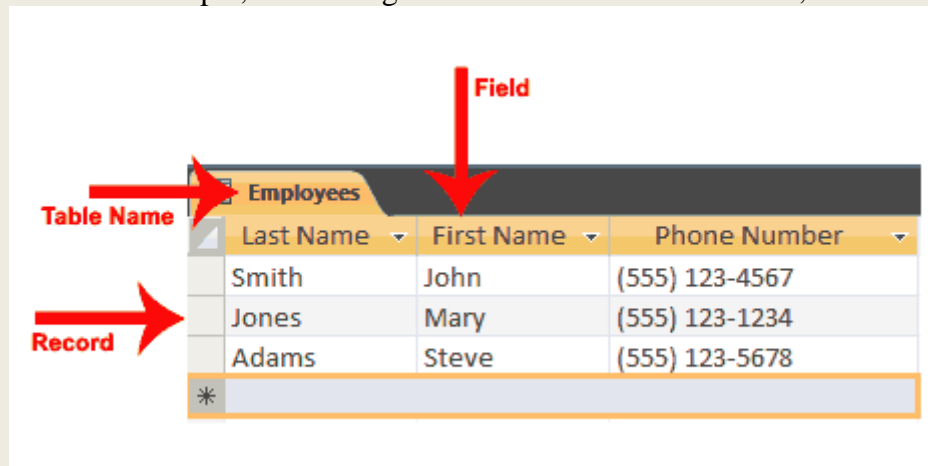 Field
Employees
Table Name
Last Name First Name Phone Number
Smith John (555) 123-4567
Jones Mary (555) 123-1234
Record
Adams Steve (555) 123-5678
*